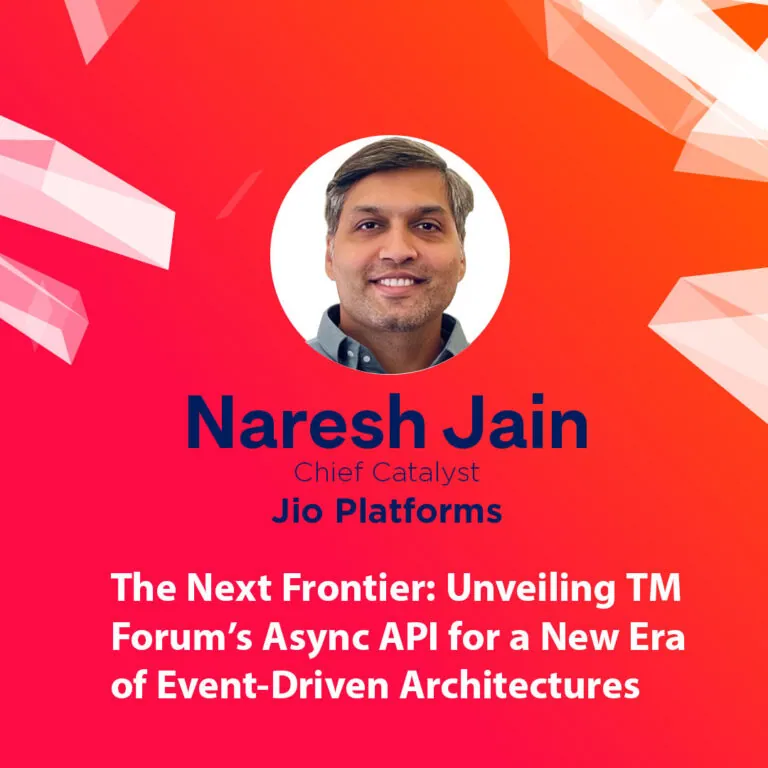 Naresh Jain
Chief Catalyst
Jio Platforms
The Next Frontier: Unveiling TM
Forum’s Async API for a New Era
of Event-Driven Architectures